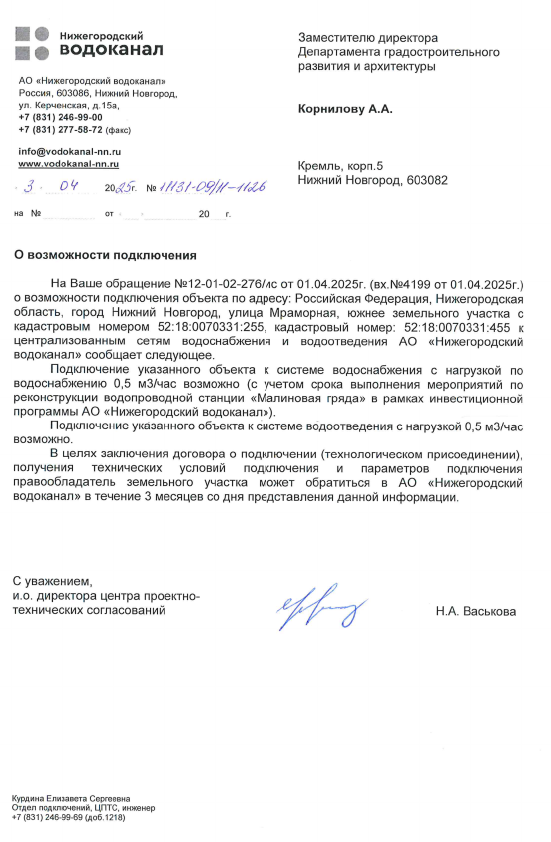 Нижегородский
ВОДОКАНАЛ
АО «Нижегородский водоканал»
Россия, 603086, Нижний Новгород,
ул. Керченская, д.15а,
+7 (831) 246-99-00
+7 (831) 277-58-72 (факс)
info@vodokanal-nn.ru
www.vodokanal-nn.ru
3 04 2025г. №
на № от 20 г.
Заместителю директора
Департамента градостроительного
развития и архитектуры
Корнилову А.А.
Кремль, корп.5
Нижний Новгород, 603082
О возможности подключения
На Ваше обращение №12-01-02-276/ис от 01.04.2025г. (вх.№4199 от 01.04.2025г.)
о возможности подключения объекта по адресу: Российская Федерация, Нижегородская
область, город Нижний Новгород, улица Мраморная, южнее земельного участка с
кадастровым номером 52:18:0070331:255, кадастровый номер: 52:18:0070331:455 к
централизованным сетям водоснабжения и водоотведения АО «Нижегородский
водоканал» сообщает следующее.
Подключение указанного объекта к системе водоснабжения с нагрузкой по
водоснабжению 0,5 м3/час возможно (с учетом срока выполнения мероприятий по
реконструкции водопроводной станции «Малиновая гряда» в рамках инвестиционной
программы АО «Нижегородский водоканал»).
Подключение указанного объекта к системе водоотведения с нагрузкой 0,5 м3/час
возможно.
В целях заключения договора о подключении (технологическом присоединении),
получения технических условий подключения и параметров подключения
правообладатель земельного участка может обратиться в АО «Нижегородский
водоканал» в течение 3 месяцев со дня представления данной информации.
С уважением,
и.о. директора центра проектно-
технических согласований
Н.А. Васькова
Курдина Елизавета Сергеевна
Отдел подключений, ЦПТС, инженер
+7 (831) 246-99-69 (доб.1218)